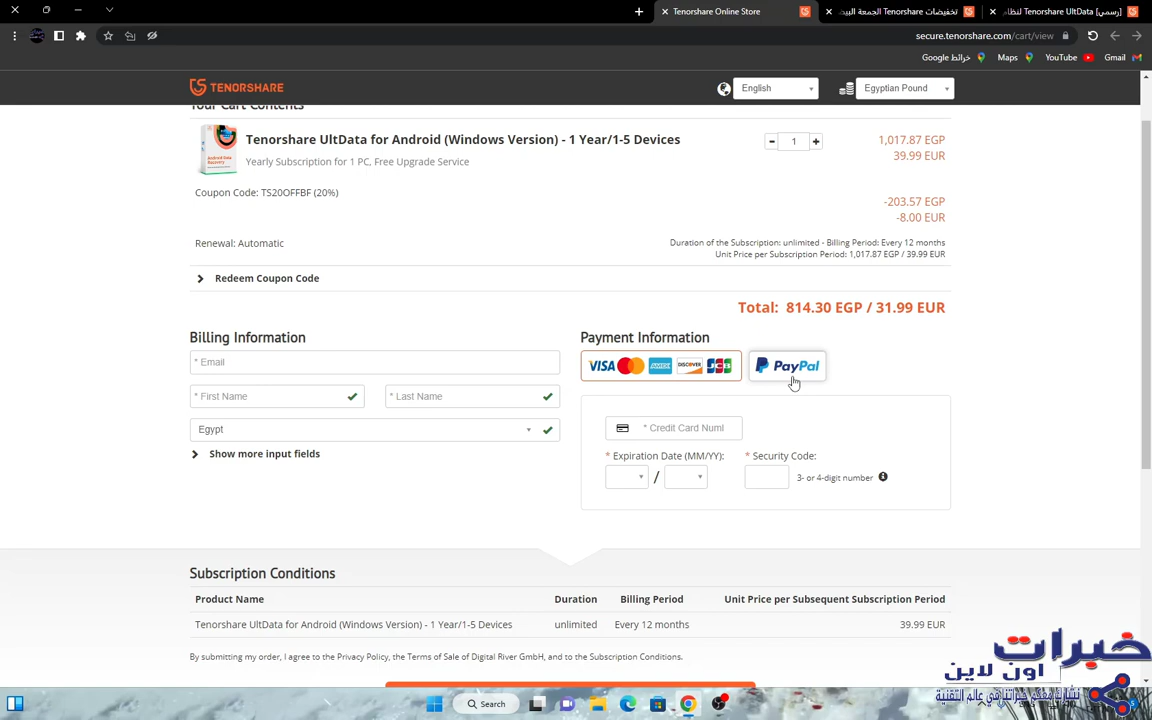 Tenorshare Online Store
تخفيضات Tenorshare الجمعة البيض
[رسمي] Tenorshare UltData لنظام
secure.tenorshare.com/cart/view
خرائط Google
Maps
YouTube
Gmail
TENORSHARE
English
Egyptian Pound
Your Cart Contents
Tenorshare UltData for Android (Windows Version) - 1 Year/1-5 Devices
- 1 +
1,017.87 EGP
39.99 EUR
Yearly Subscription for 1 PC, Free Upgrade Service
Coupon Code: TS20OFFBF (20%)
-203.57 EGP
-8.00 EUR
Renewal: Automatic
Duration of the Subscription: unlimited - Billing Period: Every 12 months
Unit Price per Subscription Period: 1,017.87 EGP / 39.99 EUR
Redeem Coupon Code
Total: 814.30 EGP / 31.99 EUR
Billing Information
* Email
* First Name
* Last Name
Egypt
Show more input fields
Payment Information
VISA DISCOVER JCB
PayPal
* Credit Card Numl
* Expiration Date (MM/YY):
* Security Code:
/
3- or 4-digit number
Subscription Conditions
Product Name Duration Billing Period Unit Price per Subsequent Subscription Period
Tenorshare UltData for Android (Windows Version) - 1 Year/1-5 Devices unlimited Every 12 months 39.99 EUR
By submitting my order, I agree to the Privacy Policy, the Terms of Sale of Digital River GmbH, and to the Subscription Conditions.
خبرات
اون لاين
Search